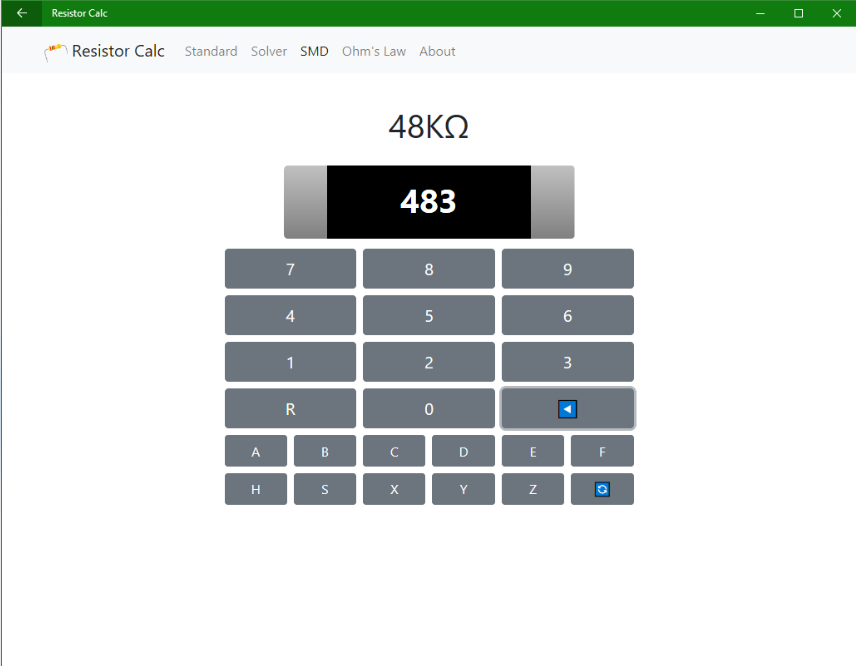 Resistor Calc
Resistor Calc Standard Solver SMD Ohm's Law About
48KΩ
483
7 8 9
4 5 6
1 2 3
R 0
A B C D E F
H S X Y Z